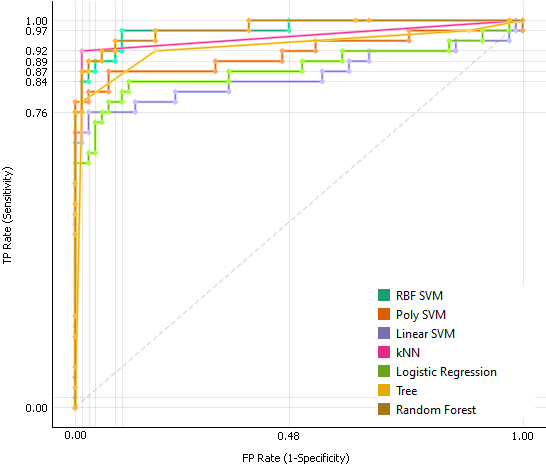 1.00
0.97
0.92
0.89
0.87
0.84
0.76
0.00
TP Rate (Sensitivity)
RBF SVM
Poly SVM
Linear SVM
kNN
Logistic Regression
Tree
Random Forest
0.00 0.48 1.00
FP Rate (1-Specificity)